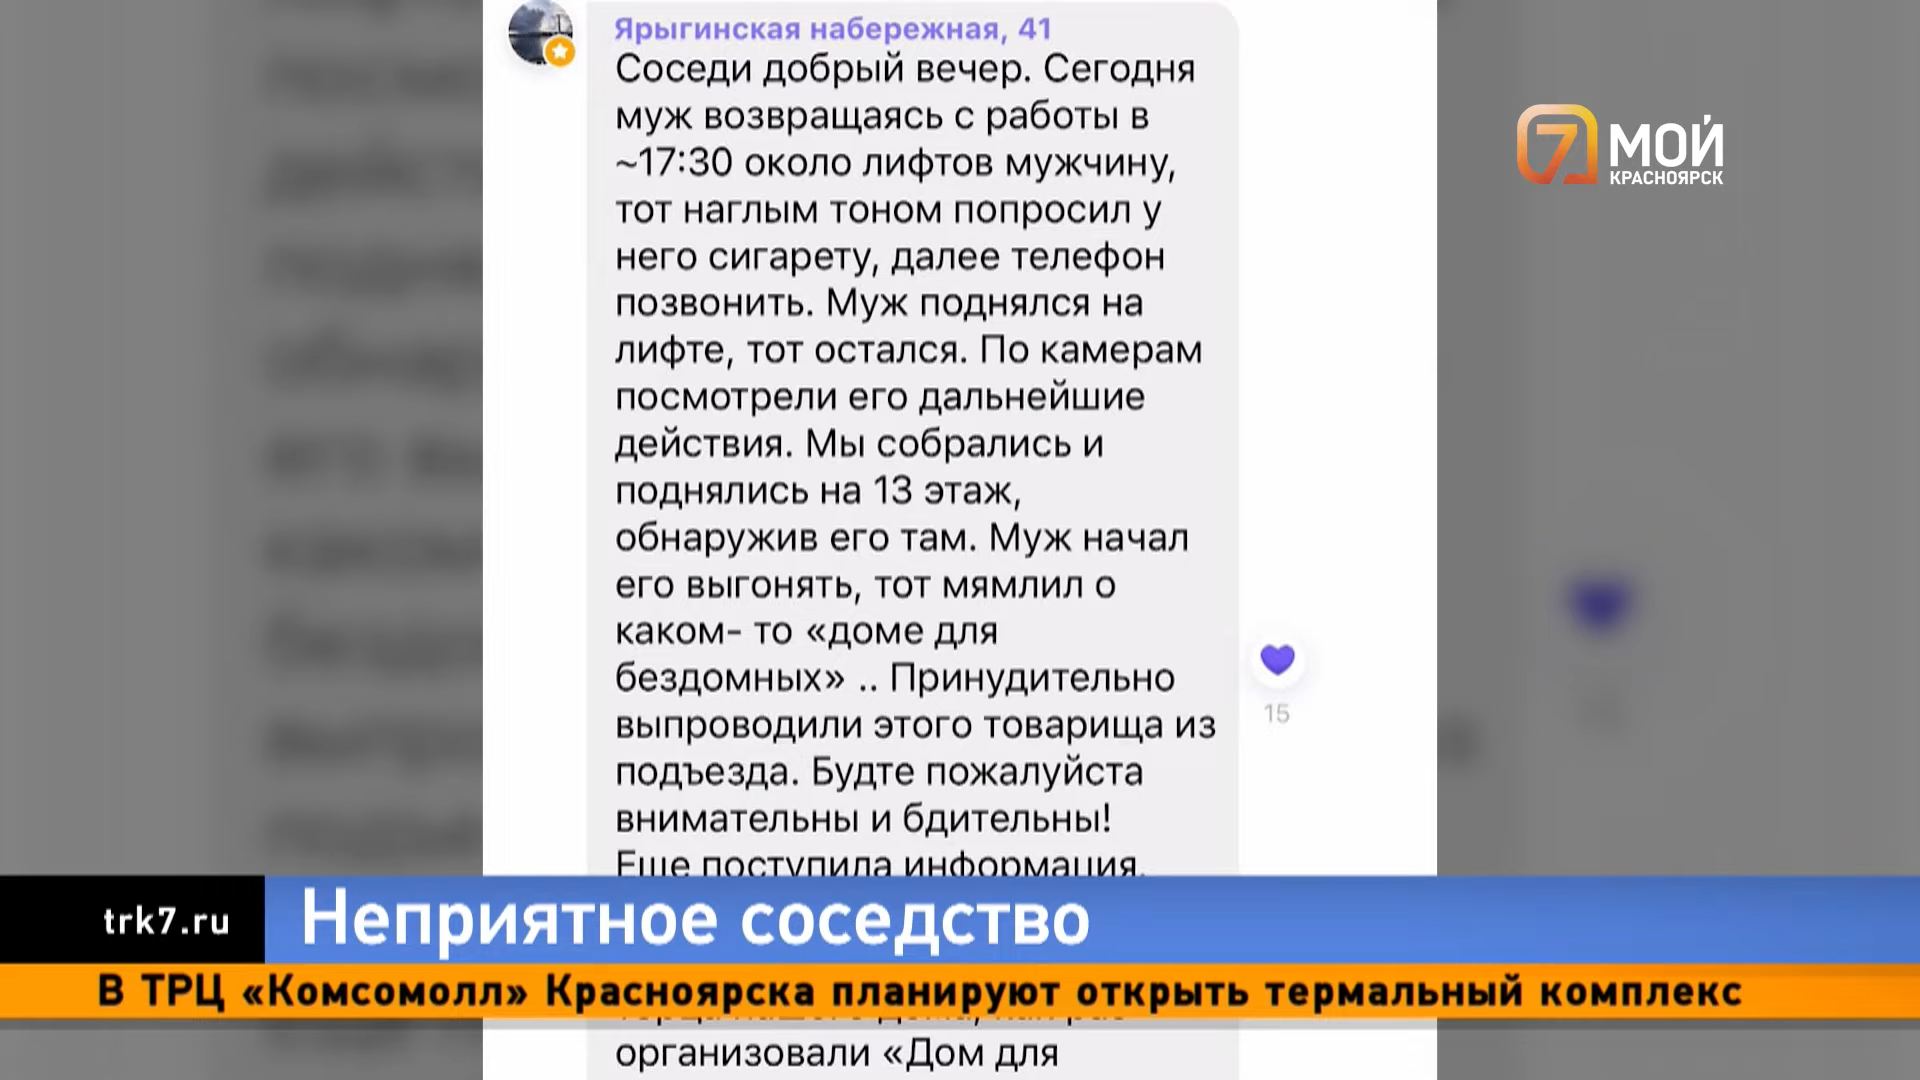 Ярыгинская набережная, 41
Соседи добрый вечер. Сегодня
муж возвращаясь с работы в
~17:30 около лифтов мужчину,
тот наглым тоном попросил у
него сигарету, далее телефон
позвонить. Муж поднялся на
лифте, тот остался. По камерам
посмотрели его дальнейшие
действия. Мы собрались и
поднялись на 13 этаж,
обнаружив его там. Муж начал
его выгонять, тот мямлил о
каком- то «доме для
бездомных» .. Принудительно
выпроводили этого товарища из
подъезда. Будте пожалуйста
внимательны и бдительны!
Еще поступила информация,
организовали «Дом для
15
7 МОЙ
КРАСНОЯРСК
trk7.ru
Неприятное соседство
В ТРЦ «Комсомолл» Красноярска планируют открыть термальный комплекс